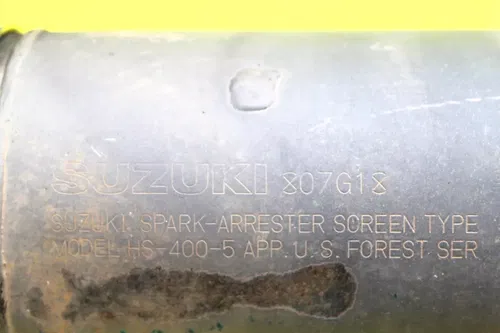 SUZUKI 807G18
SUZUKI SPARK-ARRESTER SCREEN TYPE
MODEL HS-400-5 APP. U.S. FOREST SER